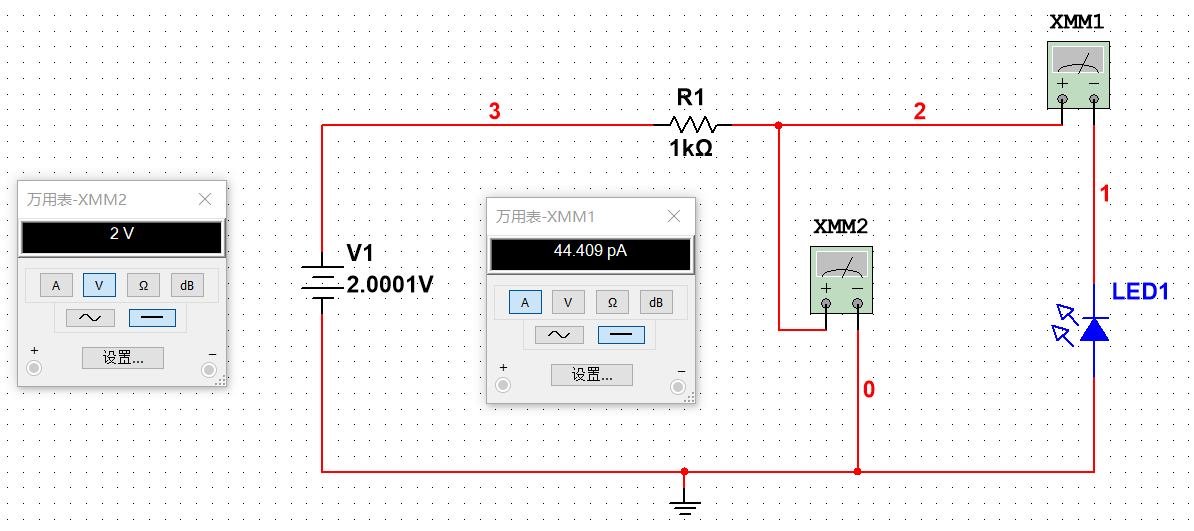 XMM1
R1
3
2
1kΩ
万用表-XMM2
2 V
A V Ω dB
+
设置...
−
万用表-XMM1
44.409 pA
A V Ω dB
+
设置...
−
V1
2.0001V
+ −
1
XMM2
+ −
LED1
0